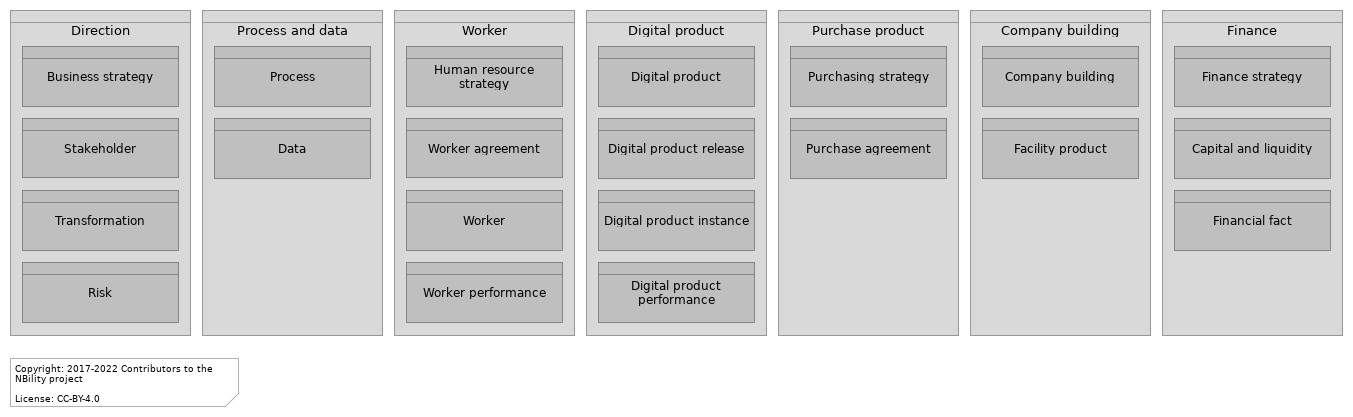 Direction
Business strategy
Stakeholder
Transformation
Risk
Process and data
Process
Data
Worker
Human resource
strategy
Worker agreement
Worker
Worker performance
Digital product
Digital product
Digital product release
Digital product instance
Digital product
performance
Purchase product
Purchasing strategy
Purchase agreement
Company building
Company building
Facility product
Finance
Finance strategy
Capital and liquidity
Financial fact
Copyright: 2017-2022 Contributors to the
NBility project
License: CC-BY-4.0